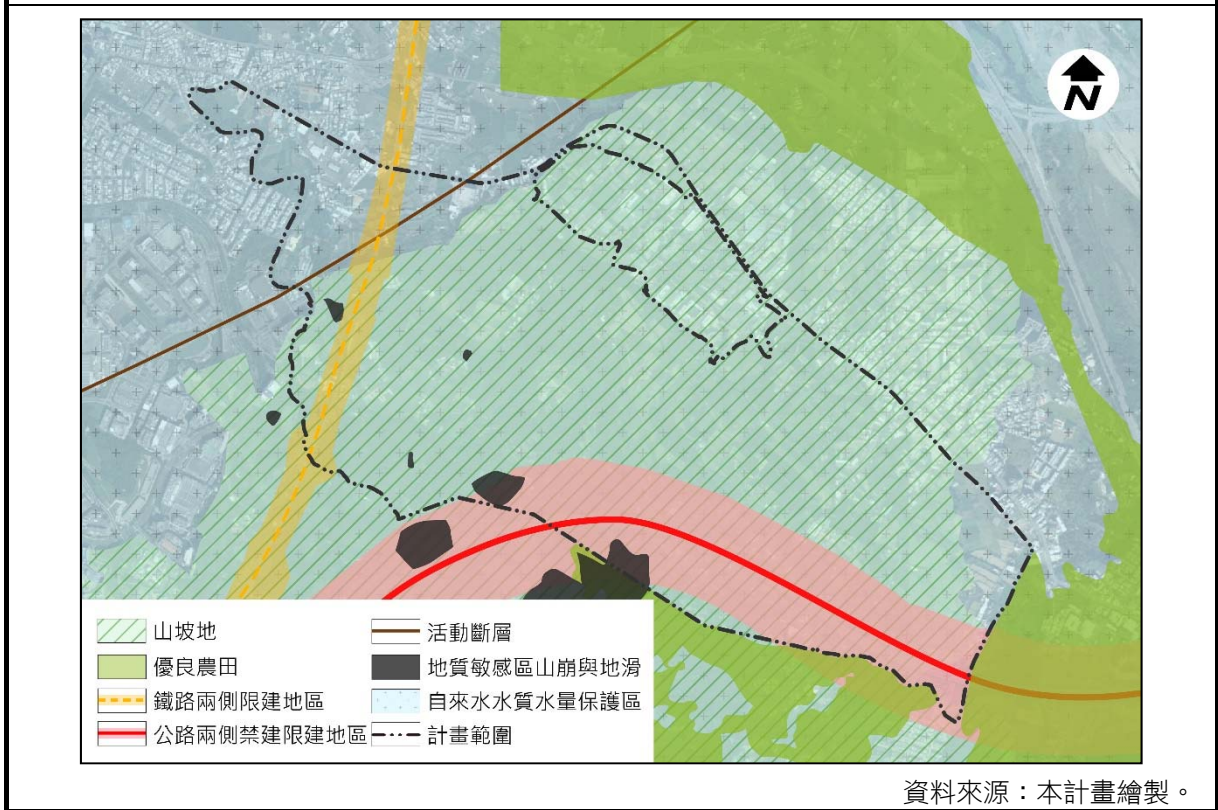 N
山坡地
優良農田
鐵路兩側限建地區
公路兩側禁建限建地區
活動斷層
地質敏感區山崩與地滑
自來水水質水量保護區
計畫範圍
資料來源：本計畫繪製。